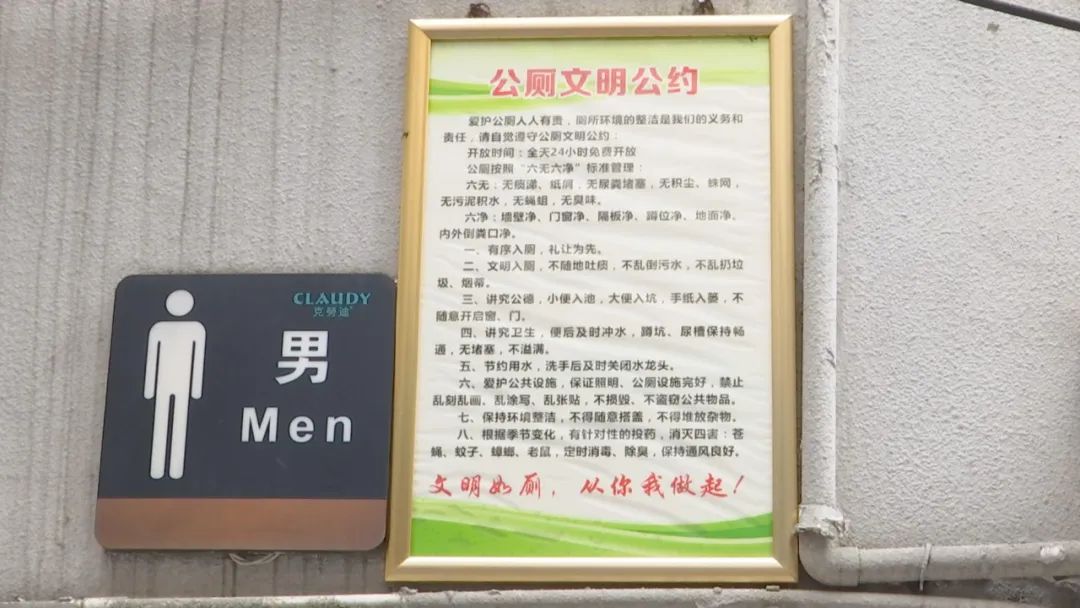 CLAUDY
克劳迪
男
Men
公厕文明公约
爱护公厕人人有责，厕所环境的整洁是我们的义务和
责任，请自觉遵守公厕文明公约：
开放时间：全天24小时免费开放
公厕按照“六无六净”标准管理：
六无：无痰涕、纸屑，无尿粪堵塞，无积尘、蛛网，
无污泥积水，无蝇蛆，无臭味。
六净：墙壁净、门窗净、隔板净、蹲位净、地面净、
内外倒粪口净。
一、有序入厕，礼让为先。
二、文明入厕，不随地吐痰，不乱倒污水，不乱扔垃
圾、烟蒂。
三、讲究公德，小便入池，大便入坑，手纸入篓，不
随意开启窗、门。
四、讲究卫生，便后及时冲水，蹲坑、尿槽保持畅
通，无堵塞，不溢满。
五、节约用水，洗手后及时关闭水龙头。
六、爱护公共设施，保证照明、公厕设施完好，禁止
乱刻乱画、乱涂写、乱张贴，不损毁、不盗窃公共物品。
七、保持环境整洁，不得随意搭盖，不得堆放杂物。
八、根据季节变化，有针对性的投药，消灭四害：苍
蝇、蚊子、蟑螂、老鼠，定时消毒、除臭，保持通风良好。
文明如厕，从你我做起！